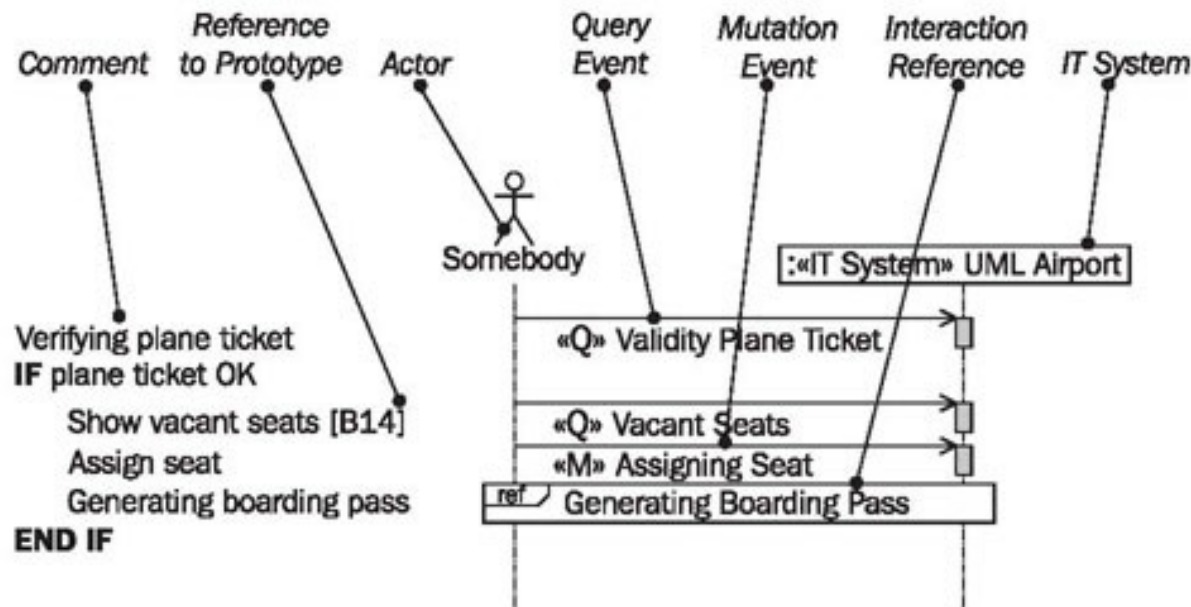 Comment
Reference
to Prototype
Actor
Query
Event
Mutation
Event
Interaction
Reference
IT System
Somebody
:«IT System» UML Airport
Verifying plane ticket
«Q» Validity Plane Ticket
IF plane ticket OK
Show vacant seats [B14]
«Q» Vacant Seats
Assign seat
«M» Assigning Seat
Generating boarding pass
ref
Generating Boarding Pass
END IF